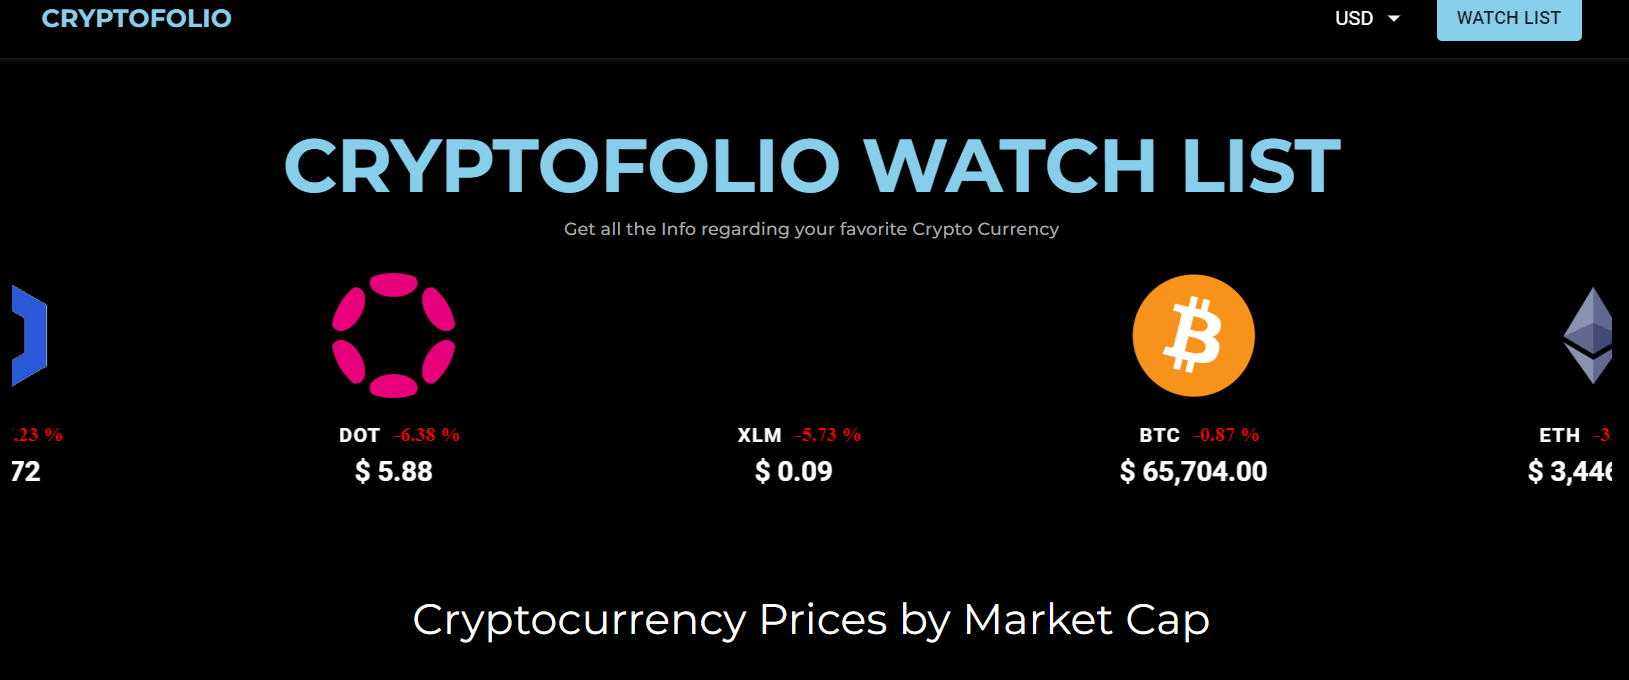 CRYPTOFOLIO USD WATCH LIST
CRYPTOFOLIO WATCH LIST
Get all the Info regarding your favorite Crypto Currency
.23 % DOT -6.38 % XLM -5.73 % BTC -0.87 % ETH -3
72 $ 5.88 $ 0.09 $ 65,704.00 $ 3,446
Cryptocurrency Prices by Market Cap